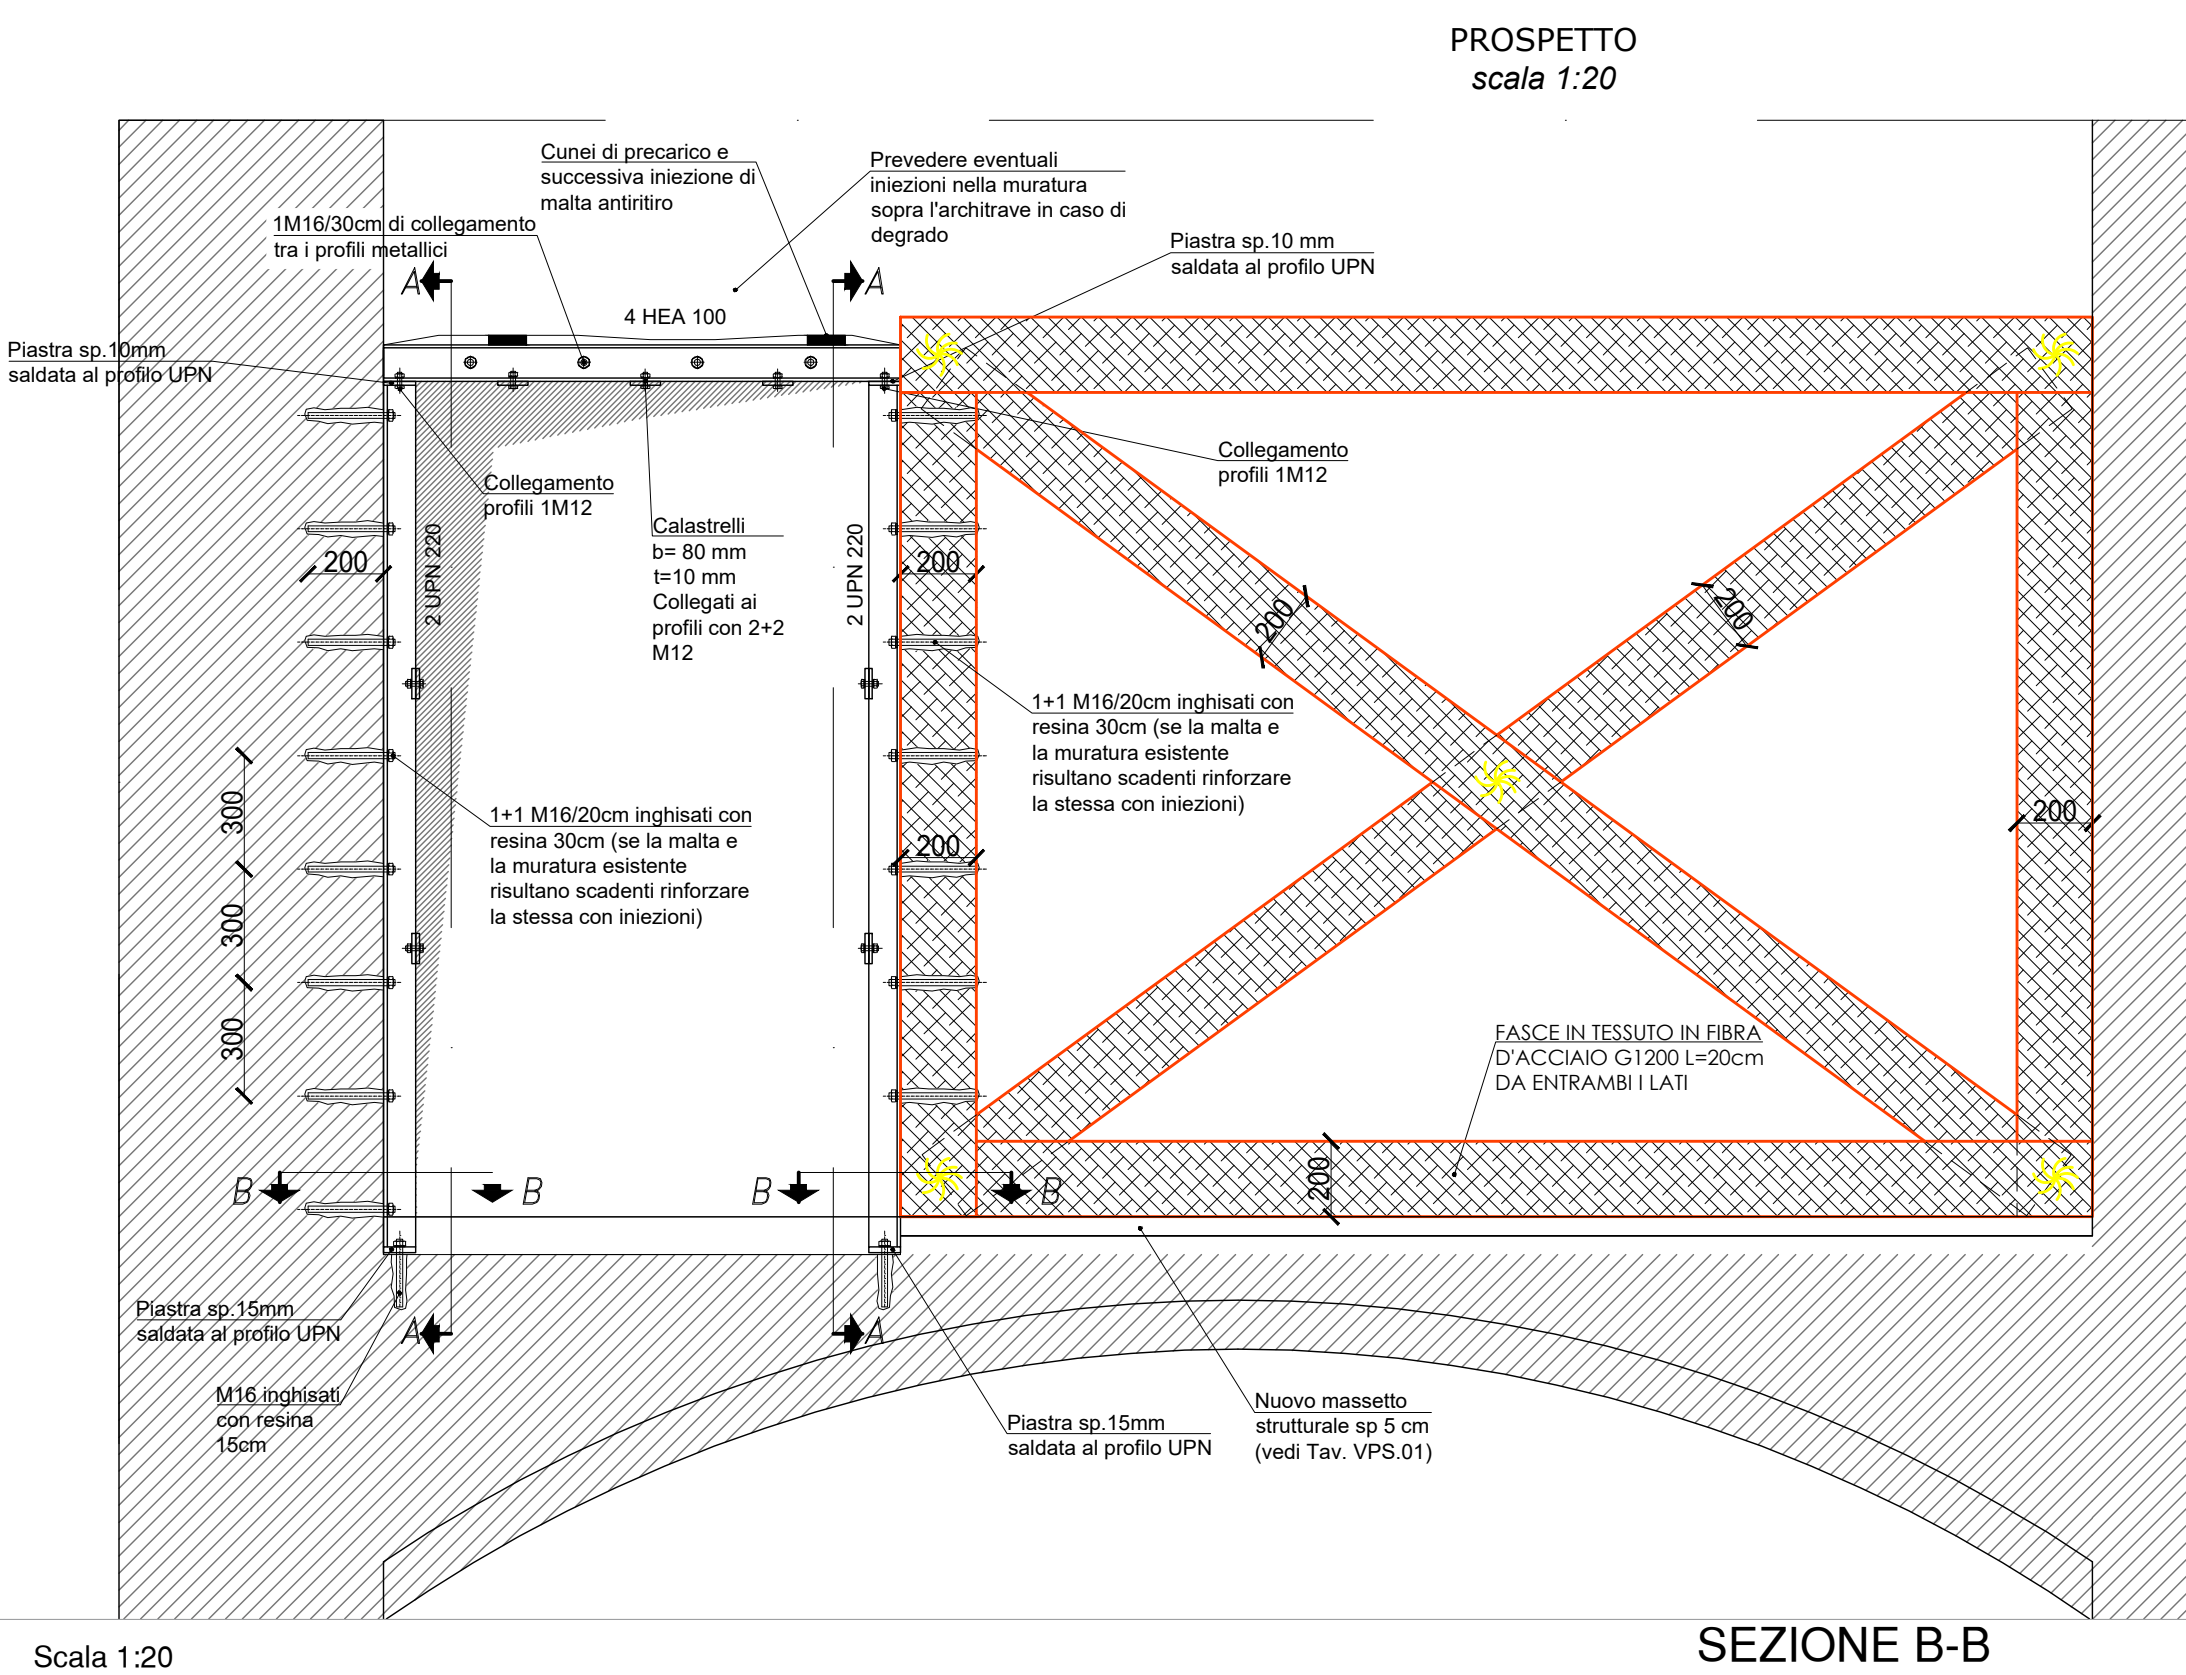 PROSPETTO
scala 1:20
Cunei di precarico e
successiva iniezione di
malta antiritiro
Prevedere eventuali
iniezioni nella muratura
sopra l'architrave in caso di
degrado
1M16/30cm di collegamento
tra i profili metallici
Piastra sp.10 mm
saldata al profilo UPN
A
A
4 HEA 100
Piastra sp.10mm
saldata al profilo UPN
Collegamento
profili 1M12
Collegamento
profili 1M12
2 UPN 220
2 UPN 220
Calastrelli
b= 80 mm
t=10 mm
Collegati ai
profili con 2+2
M12
200
200
200
200
1+1 M16/20cm inghisati con
resina 30cm (se la malta e
la muratura esistente
risultano scadenti rinforzare
la stessa con iniezioni)
1+1 M16/20cm inghisati con
resina 30cm (se la malta e
la muratura esistente
risultano scadenti rinforzare
la stessa con iniezioni)
300
300
300
200
200
FASCE IN TESSUTO IN FIBRA
D'ACCIAIO G1200 L=20cm
DA ENTRAMBI I LATI
200
B
B
B
B
Piastra sp.15mm
saldata al profilo UPN
A
A
M16 inghisati
con resina
15cm
Piastra sp.15mm
saldata al profilo UPN
Nuovo massetto
strutturale sp 5 cm
(vedi Tav. VPS.01)
Scala 1:20
SEZIONE B-B